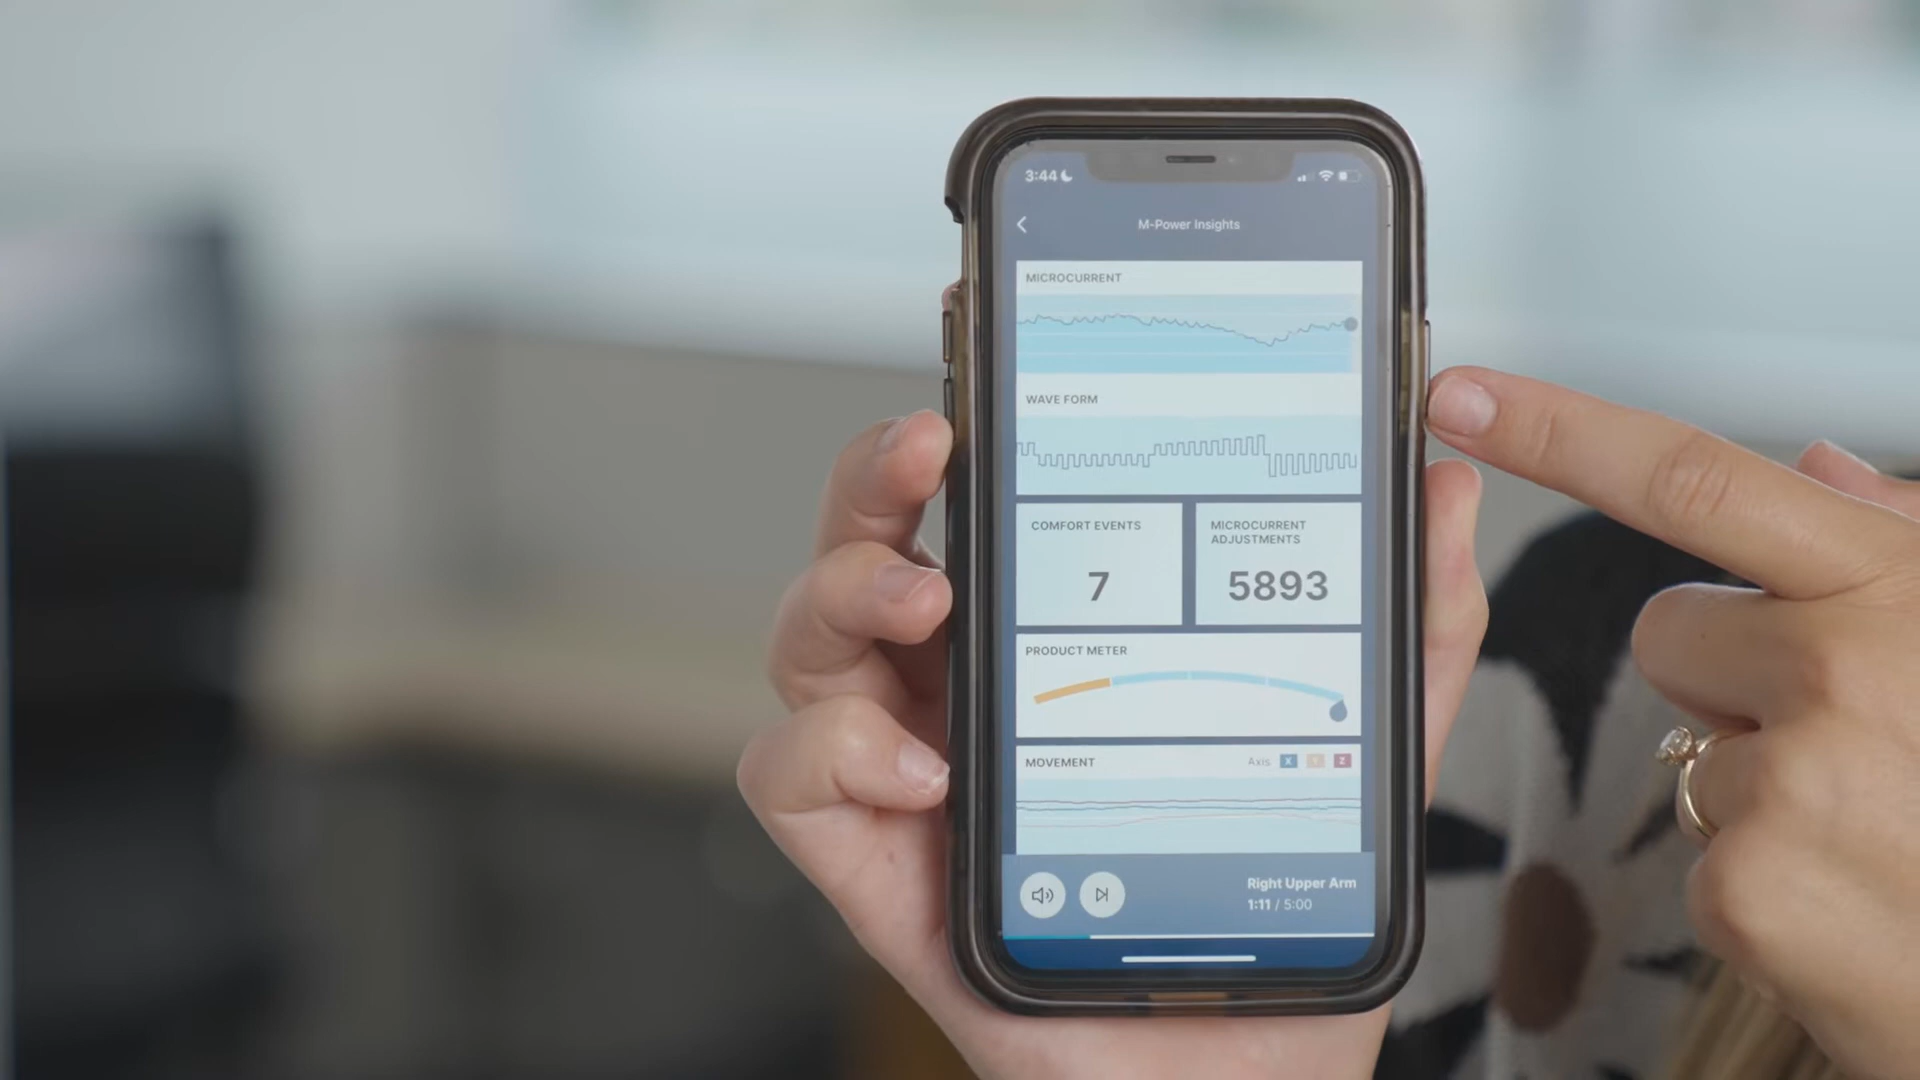 3:44
M-Power Insights
MICROCURRENT
WAVE FORM
COMFORT EVENTS
7
MICROCURRENT
ADJUSTMENTS
5893
PRODUCT METER
MOVEMENT
Axis X Y Z
Right Upper Arm
1:11 / 5:00